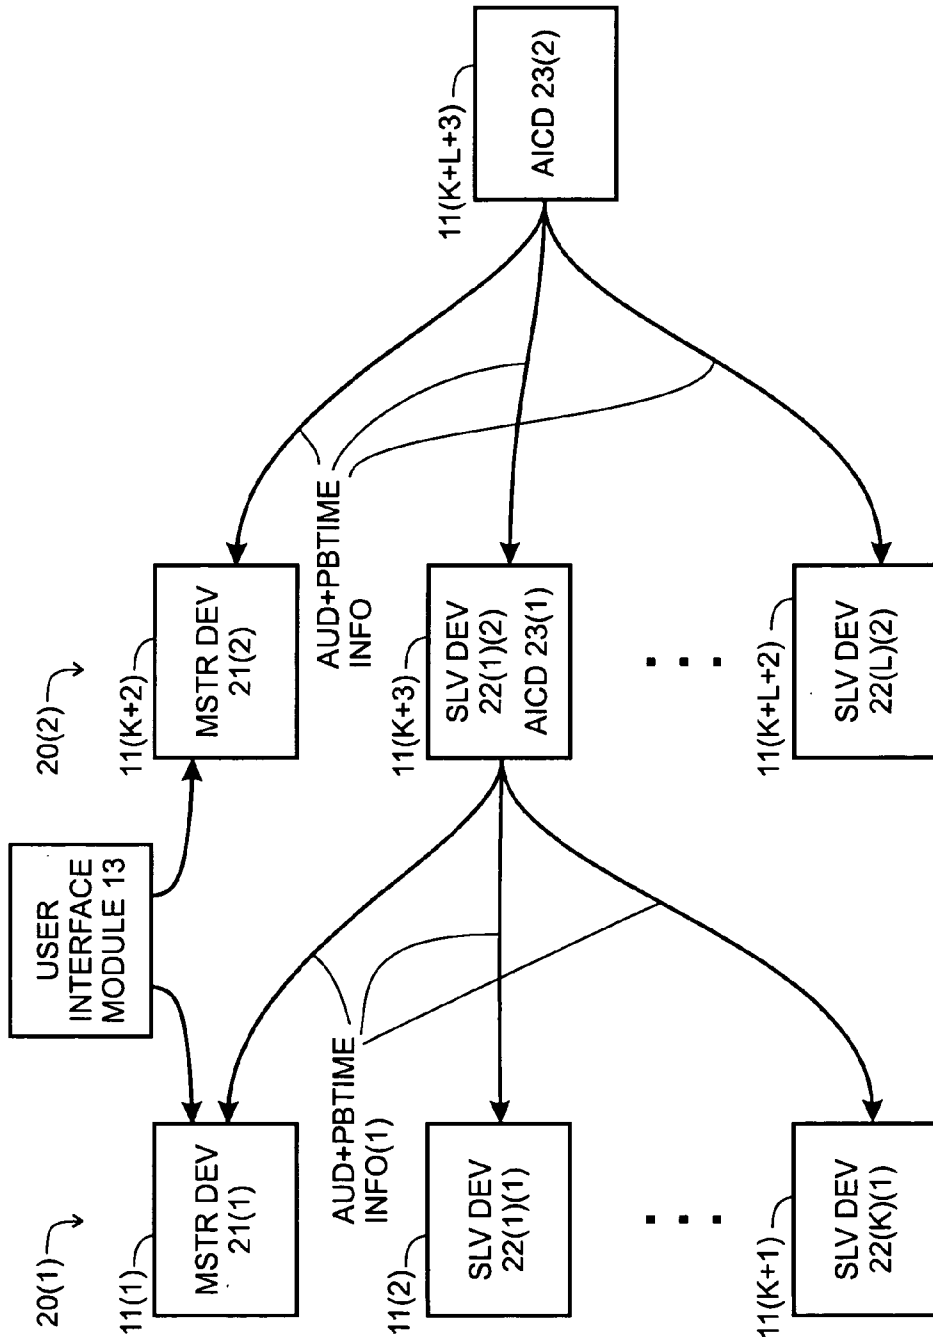 20(1)
11(1)
MSTR DEV
21(1)
AUD+PBTIME
INFO(1)
11(2)
SLV DEV
22(1)(1)
11(K+1)
SLV DEV
22(K)(1)
USER
INTERFACE
MODULE 13
20(2)
11(K+2)
MSTR DEV
21(2)
AUD+PBTIME
INFO
11(K+3)
SLV DEV
22(1)(2)
AICD 23(1)
11(K+L+2)
SLV DEV
22(L)(2)
11(K+L+3)
AICD 23(2)